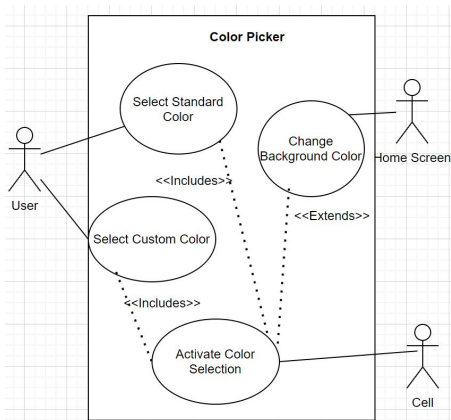 Color Picker
Select Standard
Color
Change
Background Color
Home Screen
User
<<Includes>>
<<Extends>>
Select Custom Color
<<Includes>>
Activate Color
Selection
Cell